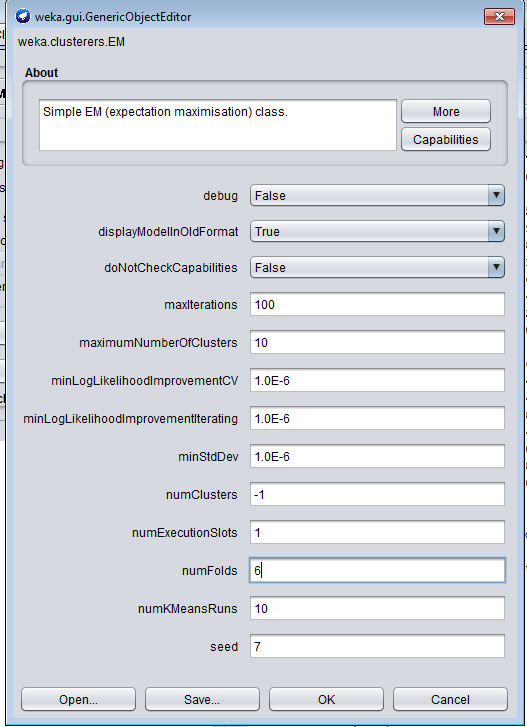 weka.gui.GenericObjectEditor
weka.clusterers.EM
About
Simple EM (expectation maximisation) class.
More
Capabilities
debug False
displayModelInOldFormat True
doNotCheckCapabilities False
maxIterations 100
maximumNumberOfClusters 10
minLogLikelihoodImprovementCV 1.0E-6
minLogLikelihoodImprovementIterating 1.0E-6
minStdDev 1.0E-6
numClusters -1
numExecutionSlots 1
numFolds 6
numKMeansRuns 10
seed 7
Open... Save... OK Cancel